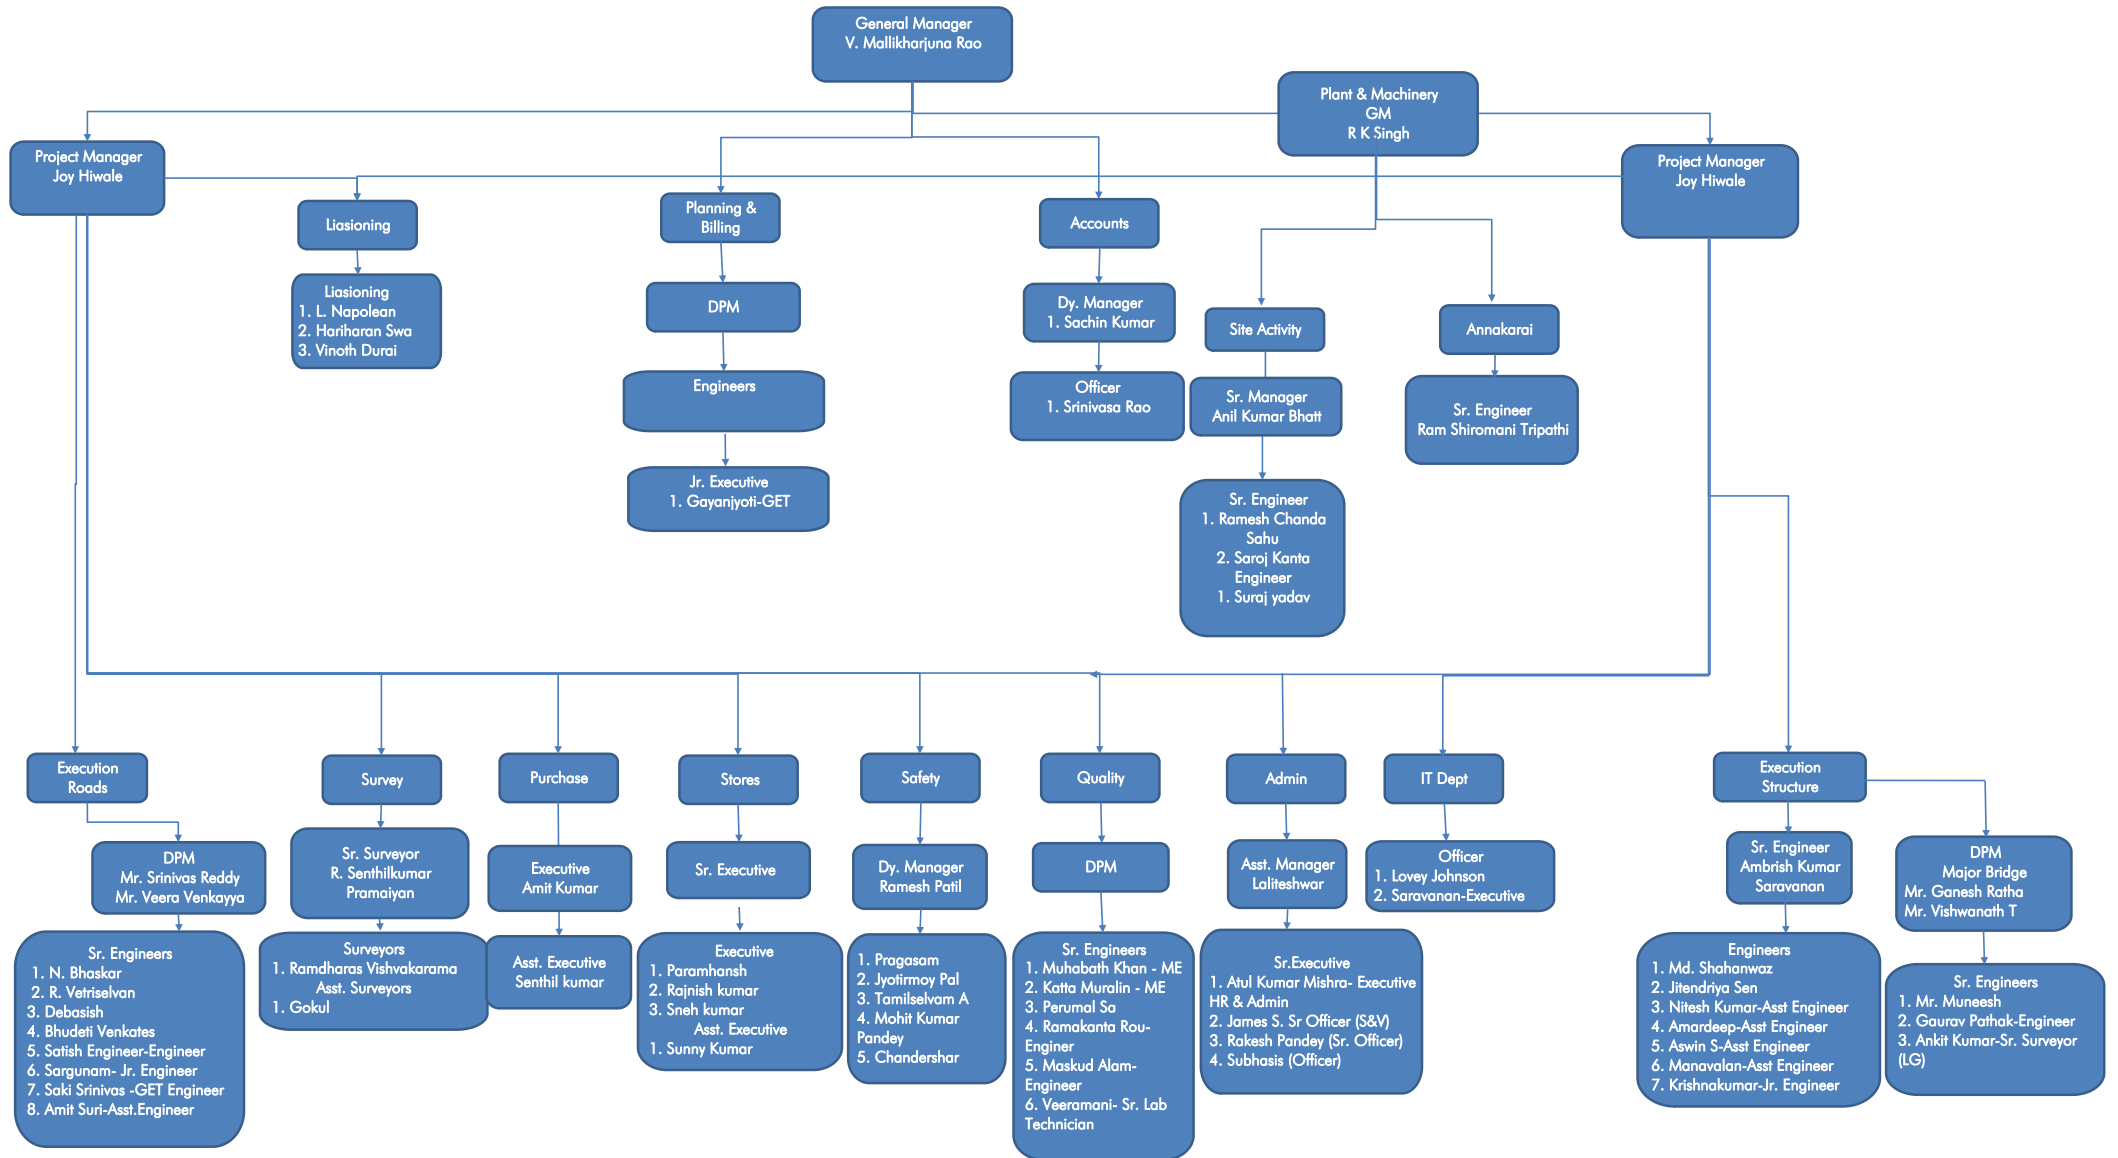 General Manager
V. Mallikharjuna Rao
Plant & Machinery
GM
R K Singh
Project Manager
Joy Hiwale
Project Manager
Joy Hiwale
Liasioning
Planning &
Billing
Accounts
Liasioning
1. L. Napolean
2. Hariharan Swa
3. Vinoth Durai
DPM
Dy. Manager
1. Sachin Kumar
Site Activity
Annakarai
Engineers
Officer
1. Srinivasa Rao
Sr. Manager
Anil Kumar Bhatt
Sr. Engineer
Ram Shiromani Tripathi
Jr. Executive
1. Gayanjyoti-GET
Sr. Engineer
1. Ramesh Chanda
Sahu
2. Saroj Kanta
Engineer
1. Suraj yadav
Execution
Roads
Survey
Purchase
Stores
Safety
Quality
Admin
IT Dept
Execution
Structure
DPM
Mr. Srinivas Reddy
Mr. Veera Venkayya
Sr. Surveyor
R. Senthilkumar
Pramaiyan
Executive
Amit Kumar
Sr. Executive
Dy. Manager
Ramesh Patil
DPM
Asst. Manager
Laliteshwar
Officer
1. Lovey Johnson
2. Saravanan-Executive
Sr. Engineer
Ambrish Kumar
Saravanan
DPM
Major Bridge
Mr. Ganesh Ratha
Mr. Vishwanath T
Sr. Engineers
1. N. Bhaskar
2. R. Vetriselvan
3. Debasish
4. Bhudeti Venkates
5. Satish Engineer-Engineer
6. Sargunam- Jr. Engineer
7. Saki Srinivas -GET Engineer
8. Amit Suri-Asst.Engineer
Surveyors
1. Ramdharas Vishvakarama
Asst. Surveyors
1. Gokul
Asst. Executive
Senthil kumar
Executive
1. Paramhansh
2. Rajnish kumar
3. Sneh kumar
Asst. Executive
1. Sunny Kumar
1. Pragasam
2. Jyotirmoy Pal
3. Tamilselvam A
4. Mohit Kumar
Pandey
5. Chandershar
Sr. Engineers
1. Muhabath Khan - ME
2. Katta Muralin - ME
3. Perumal Sa
4. Ramakanta Rou-
Enginer
5. Maskud Alam-
Engineer
6. Veeramani- Sr. Lab
Technician
Sr.Executive
1. Atul Kumar Mishra- Executive
HR & Admin
2. James S. Sr Officer (S&V)
3. Rakesh Pandey (Sr. Officer)
4. Subhasis (Officer)
Engineers
1. Md. Shahanwaz
2. Jitendriya Sen
3. Nitesh Kumar-Asst Engineer
4. Amardeep-Asst Engineer
5. Aswin S-Asst Engineer
6. Manavalan-Asst Engineer
7. Krishnakumar-Jr. Engineer
Sr. Engineers
1. Mr. Muneesh
2. Gaurav Pathak-Engineer
3. Ankit Kumar-Sr. Surveyor
(LG)